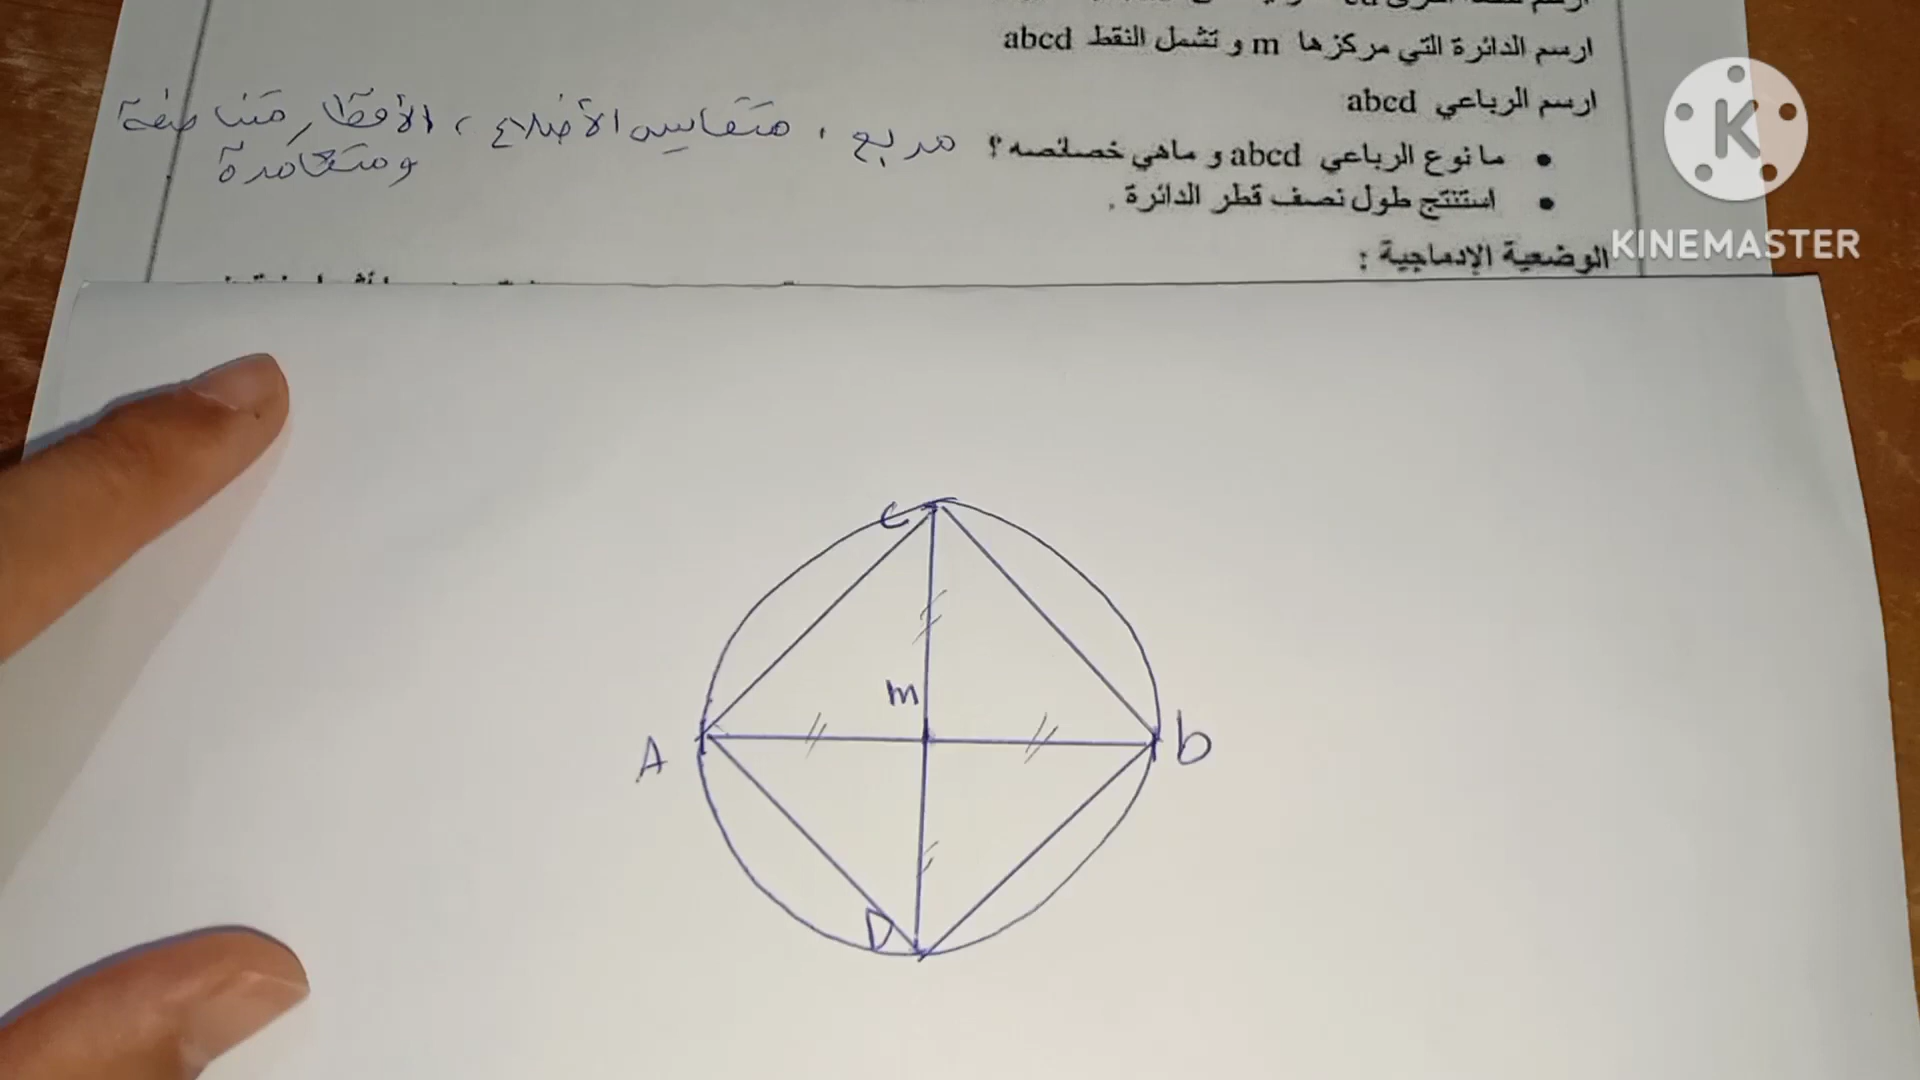 ارسم الدائرة التي مركزها m و تشمل النقط abcd
ارسم الرباعي abcd
ما نوع الرباعي abcd و ماهي خصائصه ؟ مربع ، متقايس الأضلاع ، الأقطار متناصفة
ومتعامدة
استنتج طول نصف قطر الدائرة .
الوضعية الإدماجية :
K
KINEMASTER
C
m
A
b
D